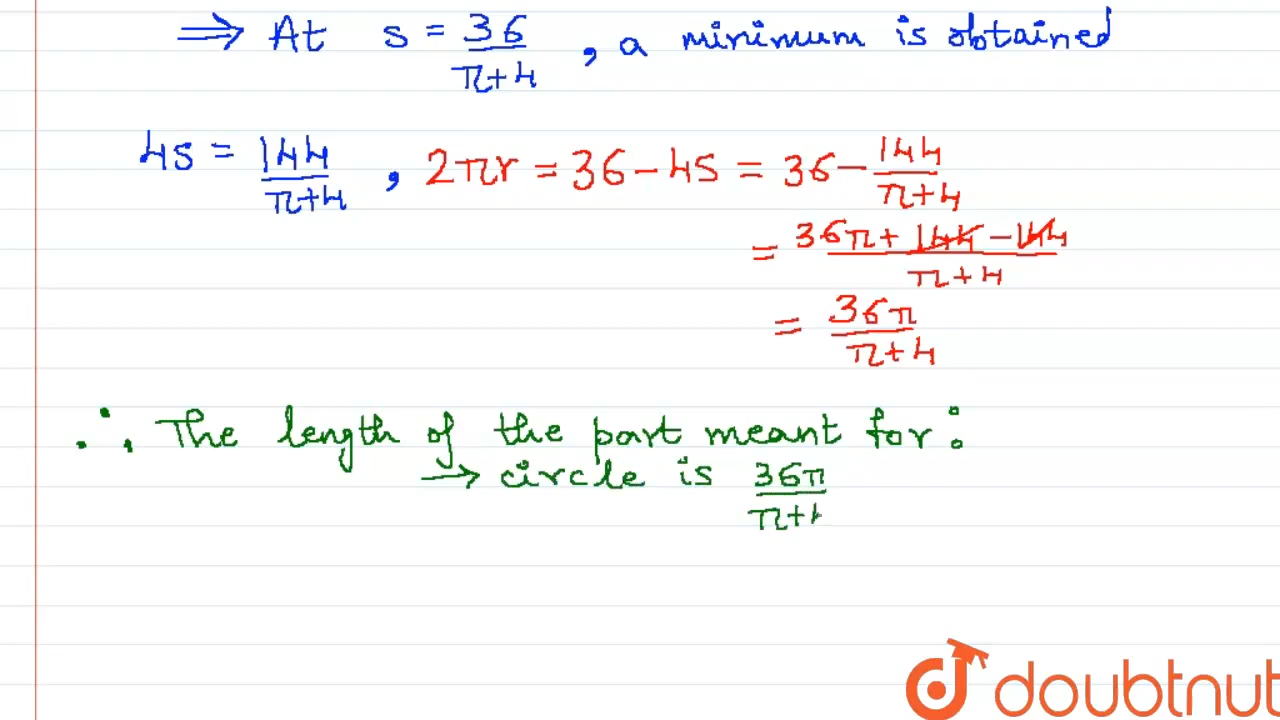 ⇒ At s = 36/(π+4) , a minimum is obtained
4s = 144/(π+4) , 2πr = 36 - 4s = 36 - 144/(π+4)
= (36π + 144 - 144)/(π+4)
= 36π/(π+4)
∴ The length of the part meant for :
→ circle is 36π/(π+
doubtnut